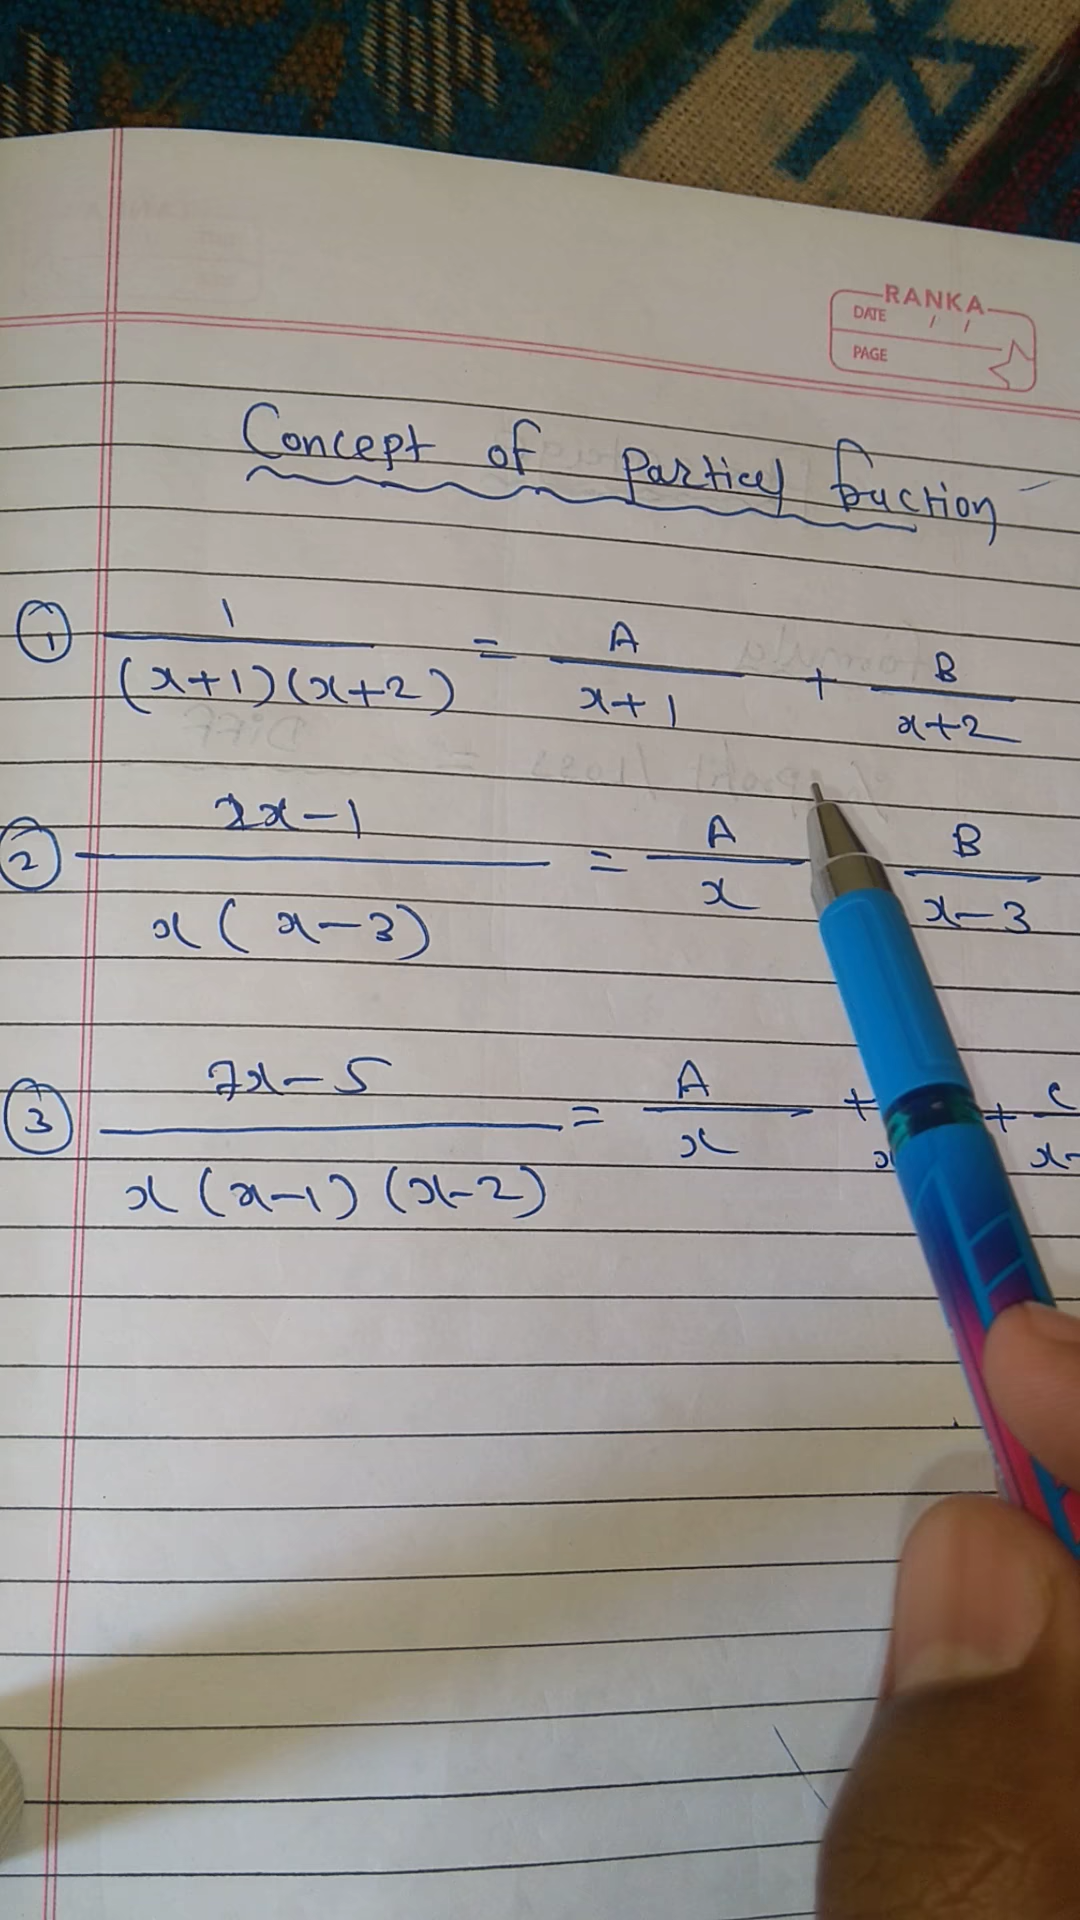 RANKA
DATE / /
PAGE
Concept of Partical fraction
1 1 / (x+1)(x+2) = A / x+1 + B / x+2
2 2x-1 / x(x-3) = A / x B / x-3
3 7x-5 / x(x-1)(x-2) = A / x + + C / x-